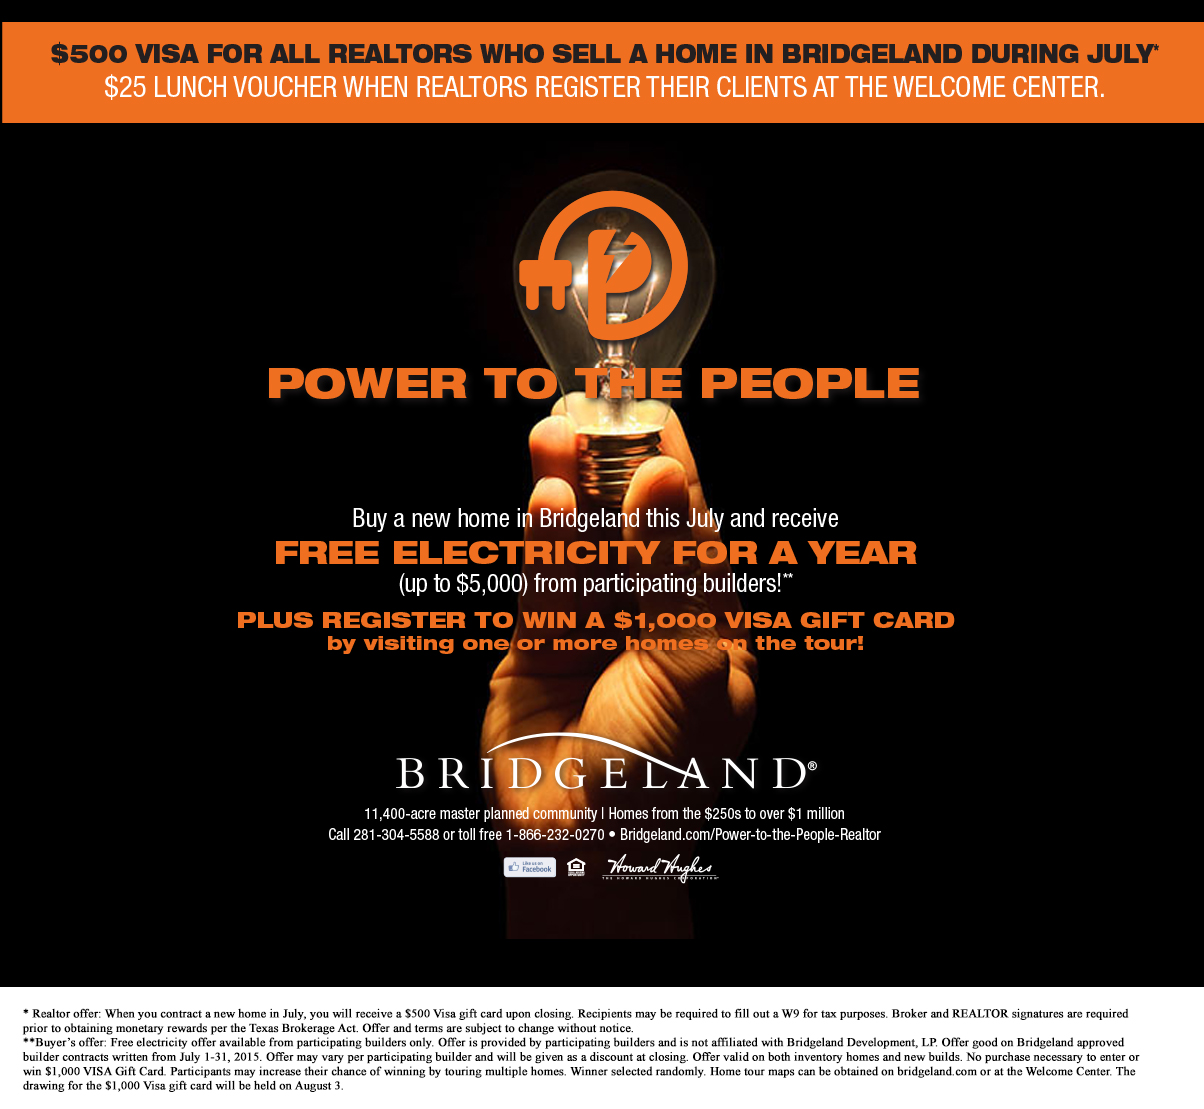 $500 VISA FOR ALL REALTORS WHO SELL A HOME IN BRIDGELAND DURING JULY*
$25 LUNCH VOUCHER WHEN REALTORS REGISTER THEIR CLIENTS AT THE WELCOME CENTER.
POWER TO THE PEOPLE
Buy a new home in Bridgeland this July and receive
FREE ELECTRICITY FOR A YEAR
(up to $5,000) from participating builders!**
PLUS REGISTER TO WIN A $1,000 VISA GIFT CARD
by visiting one or more homes on the tour!
BRIDGELAND®
11,400-acre master planned community | Homes from the $250s to over $1 million
Call 281-304-5588 or toll free 1-866-232-0270 • Bridgeland.com/Power-to-the-People-Realtor
Like us on
Facebook
Howard Hughes
THE HOWARD HUGHES CORPORATION
* Realtor offer: When you contract a new home in July, you will receive a $500 Visa gift card upon closing. Recipients may be required to fill out a W9 for tax purposes. Broker and REALTOR signatures are required
prior to obtaining monetary rewards per the Texas Brokerage Act. Offer and terms are subject to change without notice.
**Buyer's offer: Free electricity offer available from participating builders only. Offer is provided by participating builders and is not affiliated with Bridgeland Development, LP. Offer good on Bridgeland approved
builder contracts written from July 1-31, 2015. Offer may vary per participating builder and will be given as a discount at closing. Offer valid on both inventory homes and new builds. No purchase necessary to enter or
win $1,000 VISA Gift Card. Participants may increase their chance of winning by touring multiple homes. Winner selected randomly. Home tour maps can be obtained on bridgeland.com or at the Welcome Center. The
drawing for the $1,000 Visa gift card will be held on August 3.